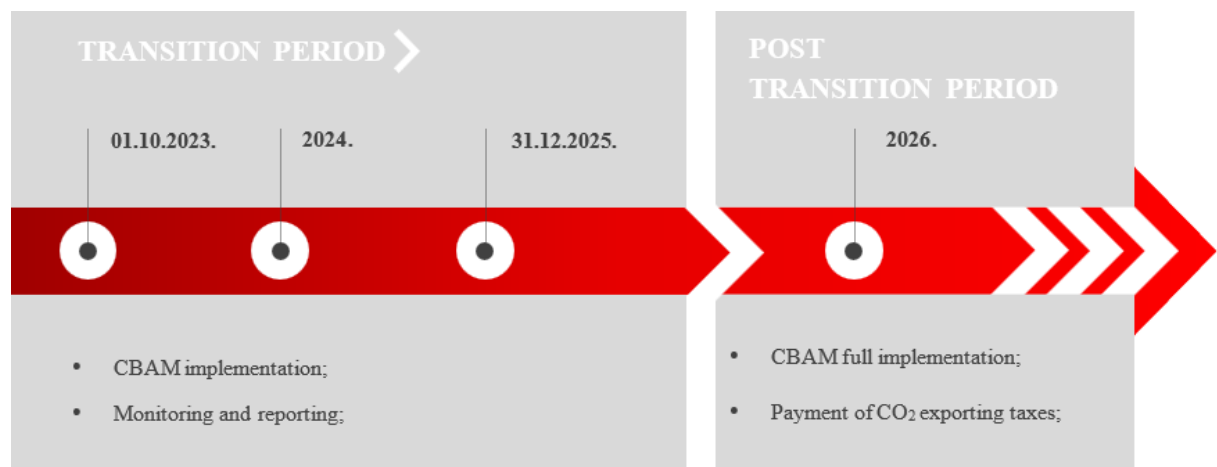 TRANSITION PERIOD
01.10.2023.
2024.
31.12.2025.
• CBAM implementation;
• Monitoring and reporting;
POST
TRANSITION PERIOD
2026.
• CBAM full implementation;
• Payment of CO₂ exporting taxes;